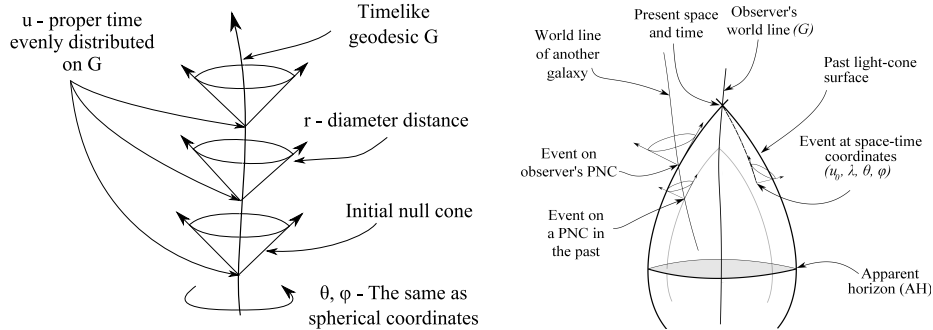 u - proper time
evenly distributed
on G
Timelike
geodesic G
r - diameter distance
Initial null cone
θ, φ - The same as
spherical coordinates
Present space
and time
Observer's
world line (G)
World line
of another
galaxy
Past light-cone
surface
Event on
observer's PNC
Event at space-time
coordinates
(u₀, λ, θ, φ)
Event on
a PNC in
the past
Apparent
horizon (AH)